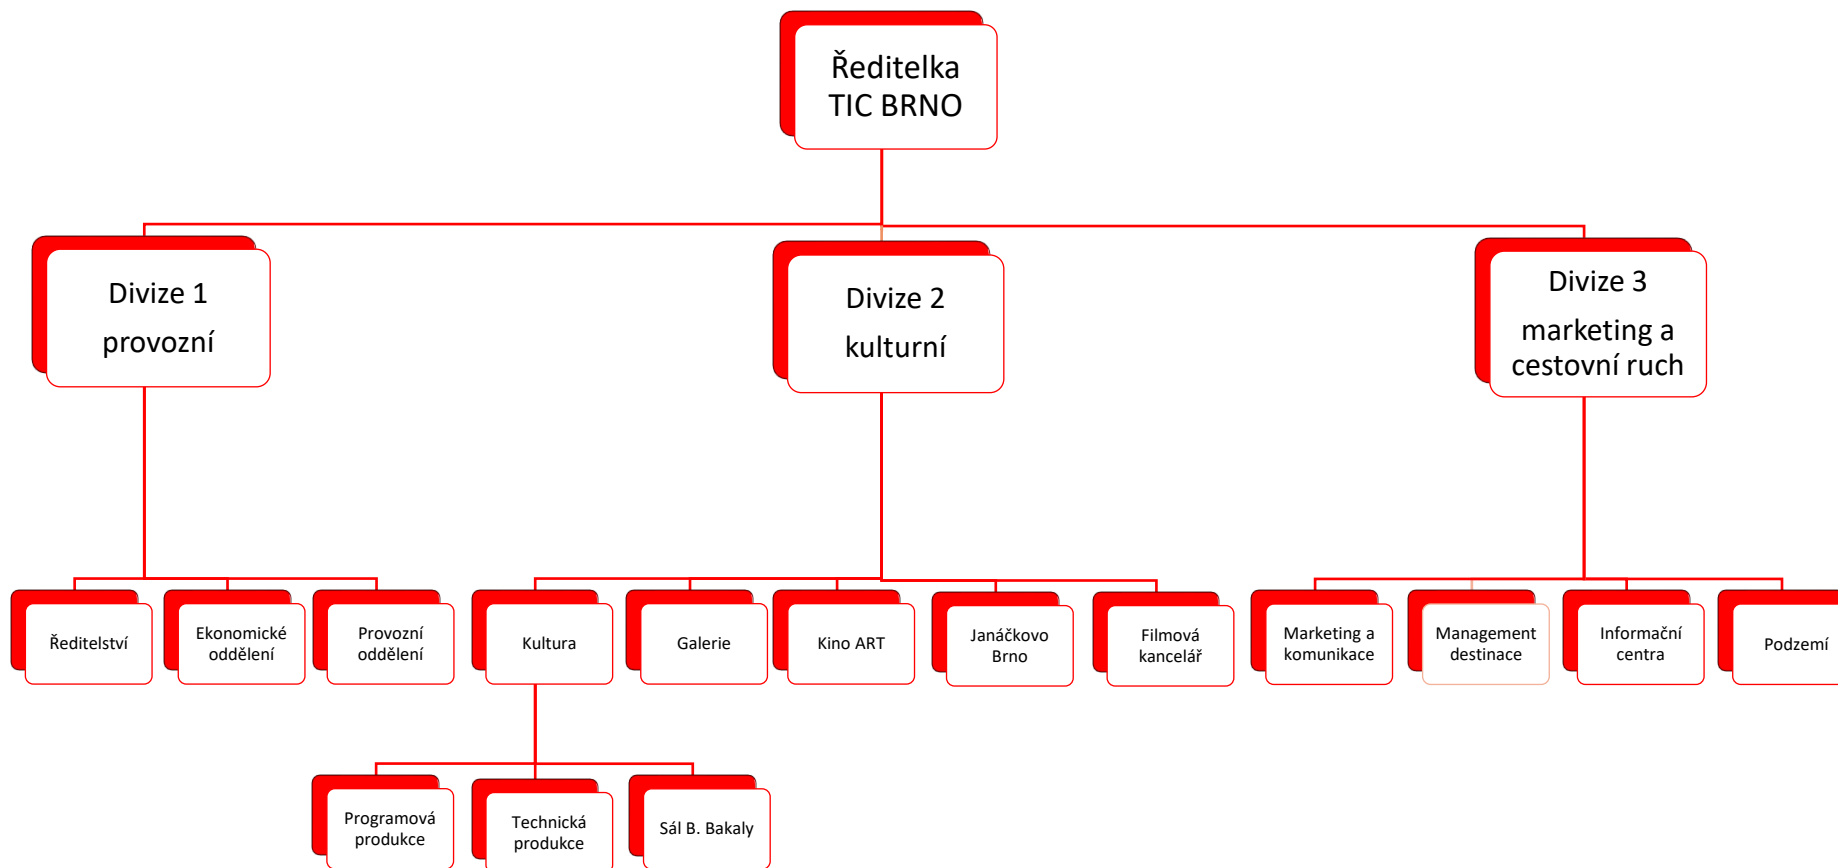 Ředitelka
TIC BRNO
Divize 1
provozní
Divize 2
kulturní
Divize 3
marketing a
cestovní ruch
Ředitelství
Ekonomické
oddělení
Provozní
oddělení
Kultura
Galerie
Kino ART
Janáčkovo
Brno
Filmová
kancelář
Marketing a
komunikace
Management
destinace
Informační
centra
Podzemí
Programová
produkce
Technická
produkce
Sál B. Bakaly